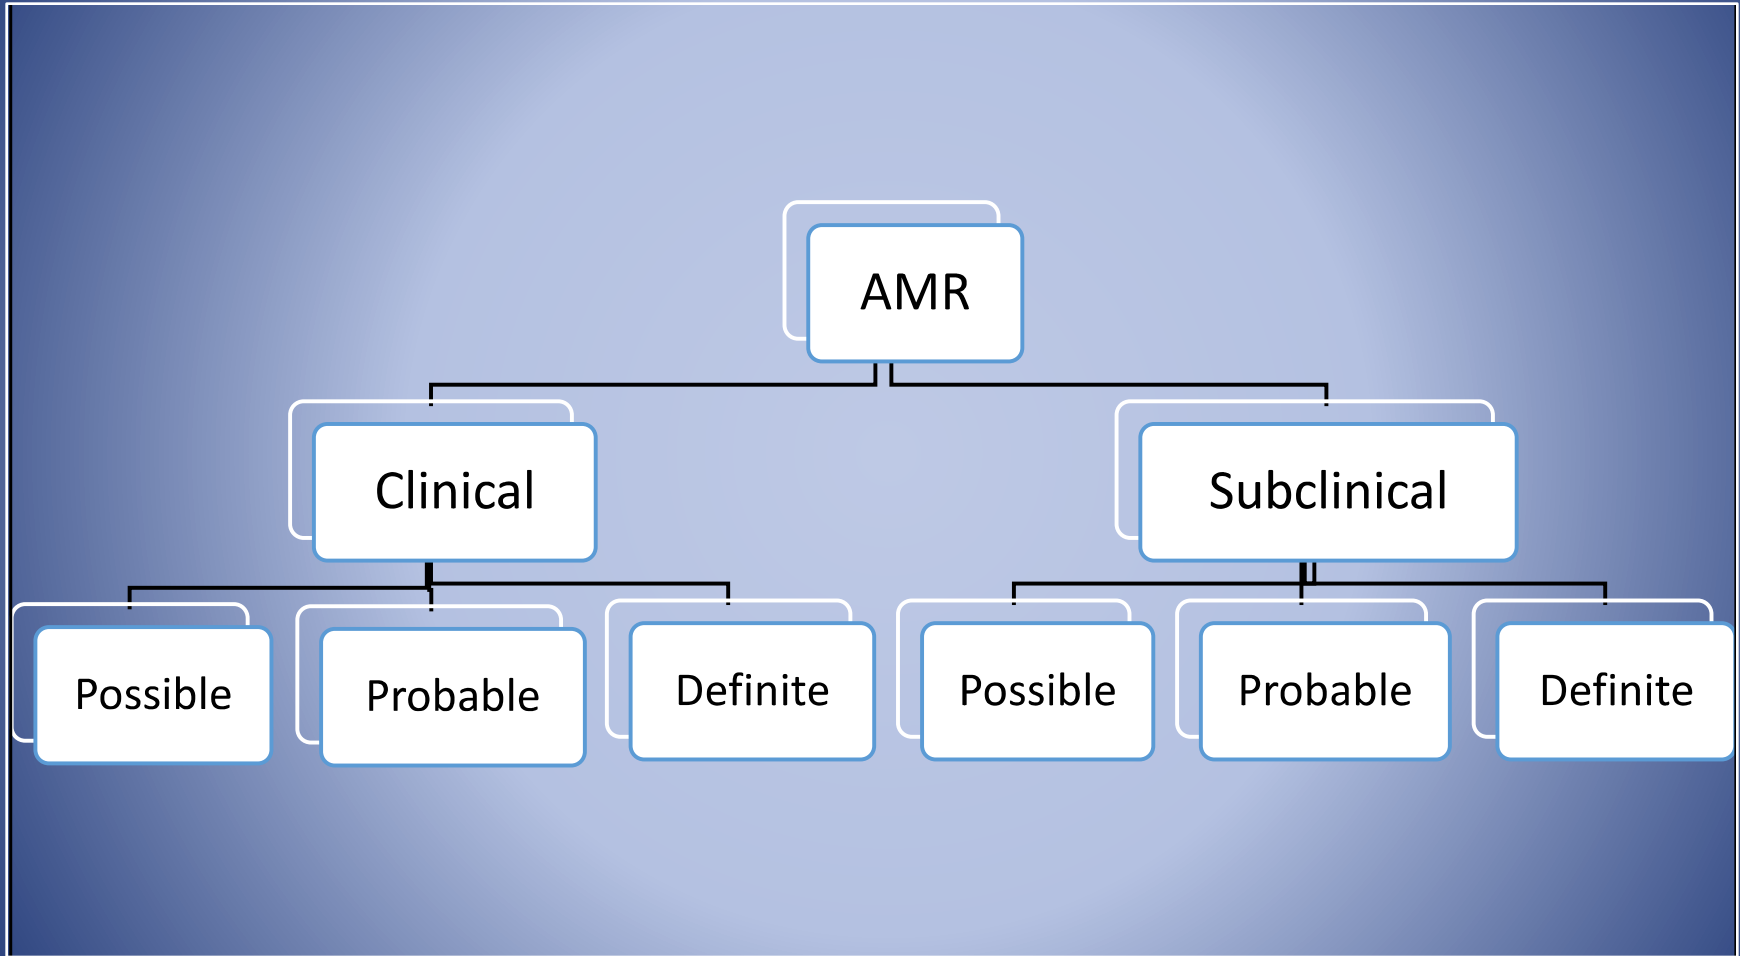 AMR
Clinical
Subclinical
Possible
Probable
Definite
Possible
Probable
Definite